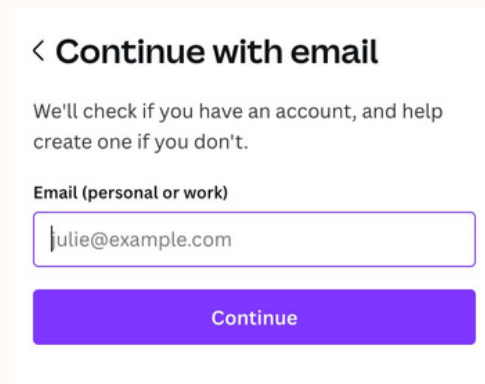 Continue with email
We'll check if you have an account, and help
create one if you don't.
Email (personal or work)
julie@example.com
Continue